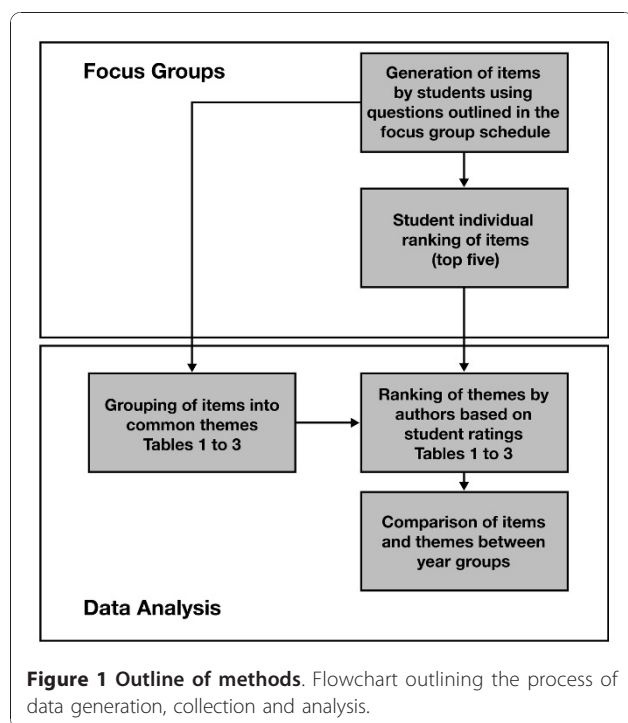 Focus Groups
Generation of items
by students using
questions outlined in the
focus group schedule
Student individual
ranking of items
(top five)
Grouping of items into
common themes
Tables 1 to 3
Ranking of themes by
authors based on
student ratings
Tables 1 to 3
Comparison of items
and themes between
year groups
Data Analysis
Figure 1 Outline of methods. Flowchart outlining the process of
data generation, collection and analysis.